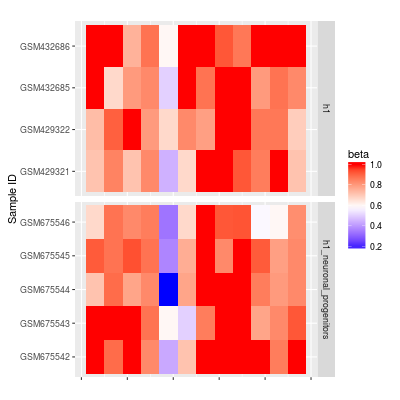 GSM432686
GSM432685
GSM429322
GSM429321
h1
GSM675546
GSM675545
GSM675544
GSM675543
GSM675542
h1_neuronal_progenitors
Sample ID
beta
1.0
0.8
0.6
0.4
0.2